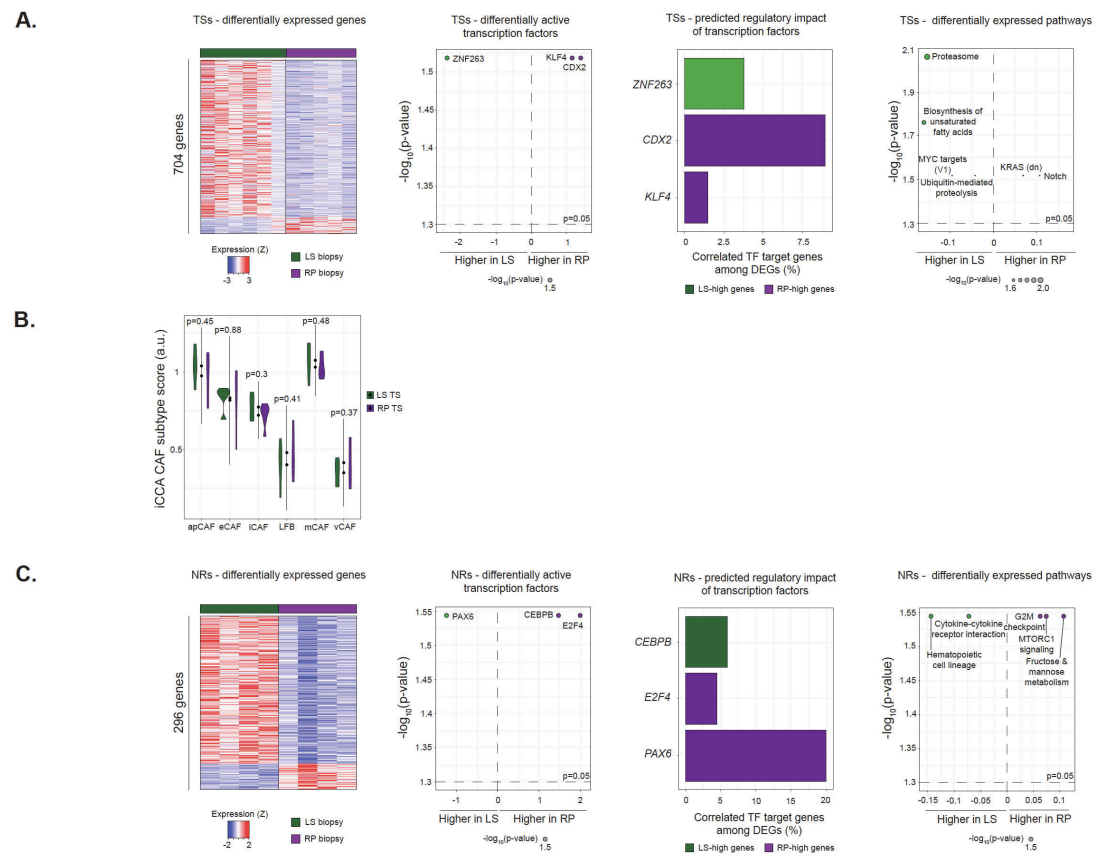 A.
TSs - differentially expressed genes
704 genes
Expression (Z)
-3 3
LS biopsy
RP biopsy
TSs - differentially active
transcription factors
-log10(p-value)
1.5
1.45
1.4
1.35
1.3
ZNF263
KLF4
CDX2
p=0.05
-2 -1 0 1
Higher in LS Higher in RP
-log10(p-value)
1.5
TSs - predicted regulatory impact
of transcription factors
ZNF263
CDX2
KLF4
0 2.5 5 7.5
Correlated TF target genes
among DEGs (%)
LS-high genes RP-high genes
TSs - differentially expressed pathways
-log10(p-value)
2.1
1.9
1.7
1.5
1.3
Proteasome
Biosynthesis of
unsaturated
fatty acids
MYC targets
(V1)
Ubiquitin-mediated
proteolysis
KRAS (dn)
Notch
p=0.05
-0.1 0 0.1
Higher in LS Higher in RP
-log10(p-value)
1.6 2.0
B.
iCCA CAF subtype score (a.u.)
1
0.5
p=0.45
p=0.88
p=0.3
p=0.41
p=0.48
p=0.37
apCAF eCAF iCAF LFB mCAF vCAF
LS TS
RP TS
C.
NRs - differentially expressed genes
296 genes
Expression (Z)
-2 2
LS biopsy
RP biopsy
NRs - differentially active
transcription factors
-log10(p-value)
1.55
1.5
1.45
1.4
1.35
1.3
PAX6
CEBPB
E2F4
p=0.05
-1 0 1 2
Higher in LS Higher in RP
-log10(p-value)
1.5
NRs - predicted regulatory impact
of transcription factors
CEBPB
E2F4
PAX6
0 5 10 15 20
Correlated TF target genes
among DEGs (%)
LS-high genes RP-high genes
NRs - differentially expressed pathways
-log10(p-value)
1.55
1.5
1.45
1.4
1.35
1.3
Cytokine-cytokine
receptor interaction
Hematopoietic
cell lineage
G2M
checkpoint
MTORC1
signaling
Fructose &
mannose
metabolism
p=0.05
-0.15 -0.1 -0.05 0 0.05 0.1
Higher in LS Higher in RP
-log10(p-value)
1.5